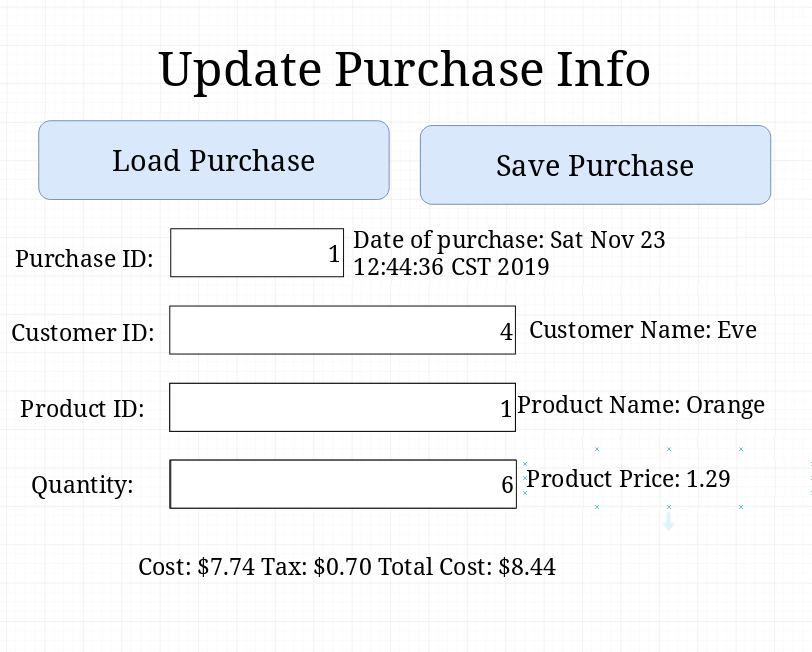 Update Purchase Info
Load Purchase
Save Purchase
Purchase ID:
1
Date of purchase: Sat Nov 23
12:44:36 CST 2019
Customer ID:
4
Customer Name: Eve
Product ID:
1
Product Name: Orange
Quantity:
6
Product Price: 1.29
Cost: $7.74 Tax: $0.70 Total Cost: $8.44